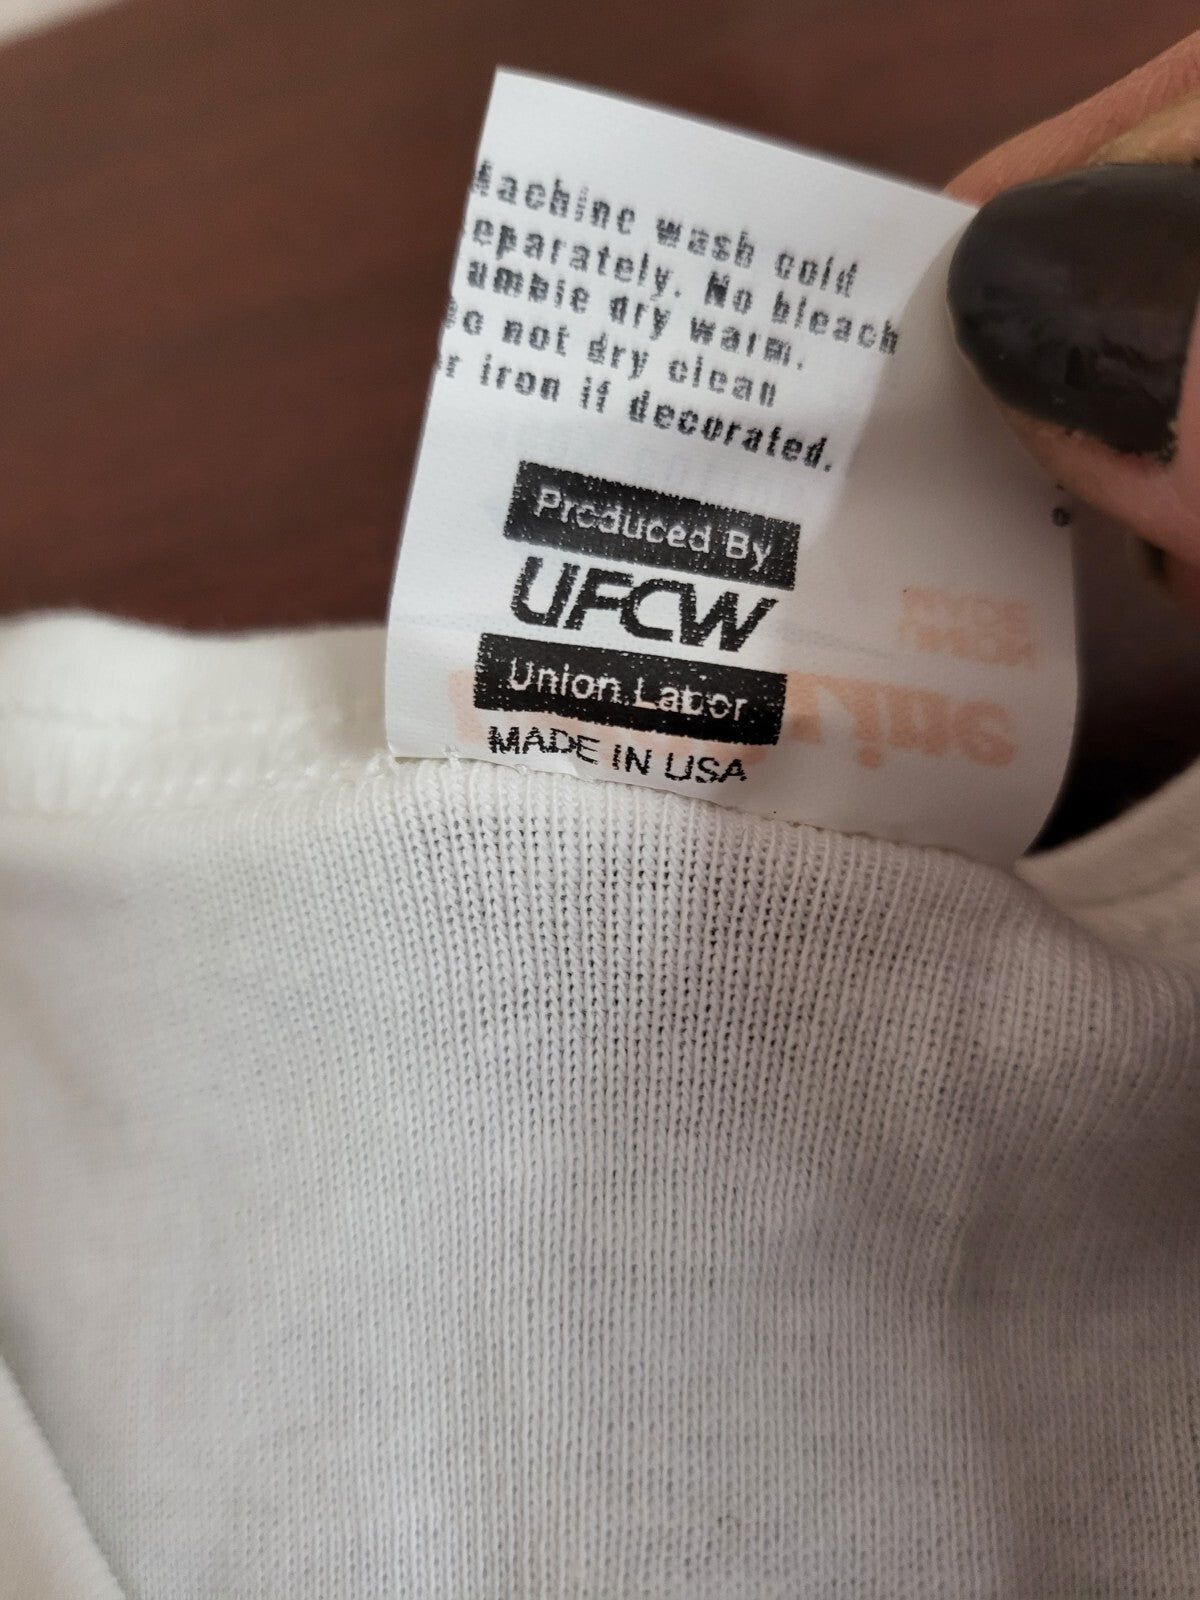 Machine wash cold
separately. No bleach
Tumble dry warm.
Do not dry clean
or iron if decorated.
Produced By
UFCW
Union Labor
MADE IN USA